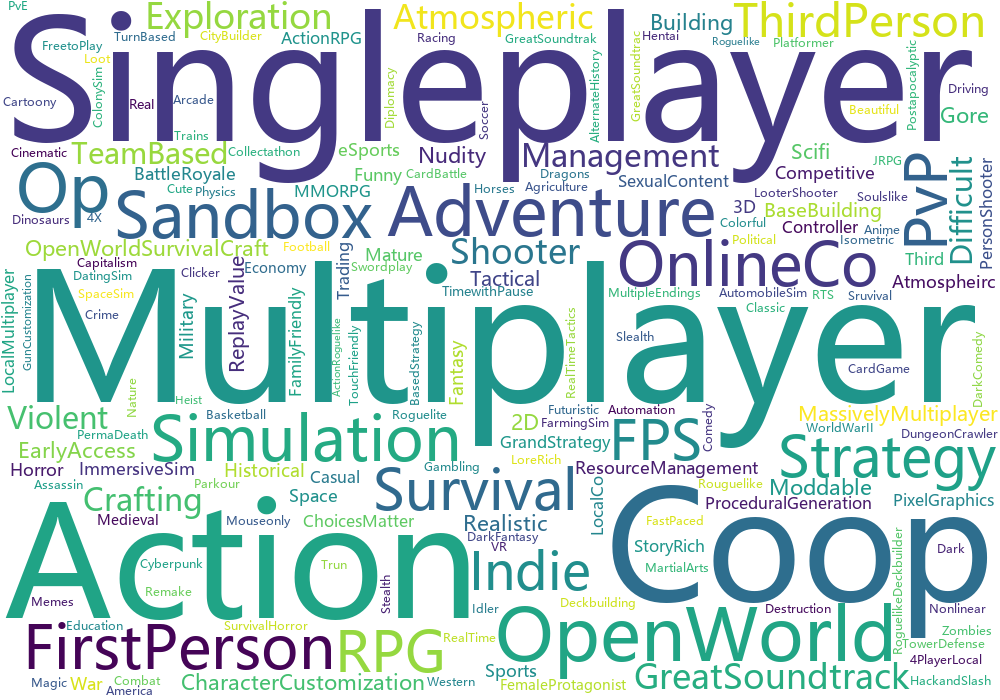 PvE
Exploration
Atmospheric
Building
Hentai
ThirdPerson
FreetoPlay
TurnBased
CityBuilder
ActionRPG
Racing
GreatSoundtrak
Roguelike
Platformer
Singleplayer
Loot
Cartoony
ColonySim
Real
Arcade
Trains
Diplomacy
Soccer
AlternateHistory
GreatSoundtrac
Beautiful
Postapocalyptic
Driving
Gore
Cinematic
TeamBased
Collectathon
eSports
Nudity
Management
Scifi
JRPG
BattleRoyale
Funny
CardBattle
Dragons
SexualContent
Competitive
PvP
Difficult
PersonShooter
Op
Cute
Physics
MMORPG
Horses
Agriculture
LooterShooter
Soulslike
Dinosaurs
4X
Sandbox
Adventure
3D
BaseBuilding
Colorful
Controller
Anime
OpenWorldSurvivalCraft
Football
Trading
Mature
Shooter
Political
Isometric
Third
Capitalism
Swordplay
OnlineCo
Atmospheirc
DatingSim
Clicker
ReplayValue
Economy
Tactical
LocalMultiplayer
GunCustomization
SpaceSim
Crime
Military
FamilyFriendly
TimewithPause
MultipleEndings
AutomobileSim
RTS
Sruvival
Classic
Multiplayer
ActionRoguelike
TouchFriendly
BasedStrategy
Fantasy
RealTimeTactics
Slealth
CardGame
DarkComedy
Nature
Heist
Violent
Basketball
Roguelite
2D
Futuristic
FarmingSim
Automation
Comedy
MassivelyMultiplayer
PermaDeath
Simulation
GrandStrategy
FPS
WorldWarII
DungeonCrawler
EarlyAccess
LoreRich
Strategy
Horror
ImmersiveSim
Historical
Casual
Gambling
ResourceManagement
Assassin
Parkour
Survival
LocalCo
Rouguelike
Moddable
Crafting
Space
ProceduralGeneration
PixelGraphics
Medieval
Mouseonly
ChoicesMatter
Realistic
FastPaced
DarkFantasy
VR
StoryRich
Dark
Action
Cyberpunk
Trun
Indie
MartialArts
Coop
RoguelikeDeckbuilder
Remake
Stealth
Memes
Idler
Deckbuilding
Destruction
Nonlinear
Education
SurvivalHorror
FirstPerson
RPG
RealTime
OpenWorld
Zombies
TowerDefense
4PlayerLocal
Sports
GreatSoundtrack
Magic
War
Combat
America
CharacterCustomization
Western
FemaleProtagonist
HackandSlash